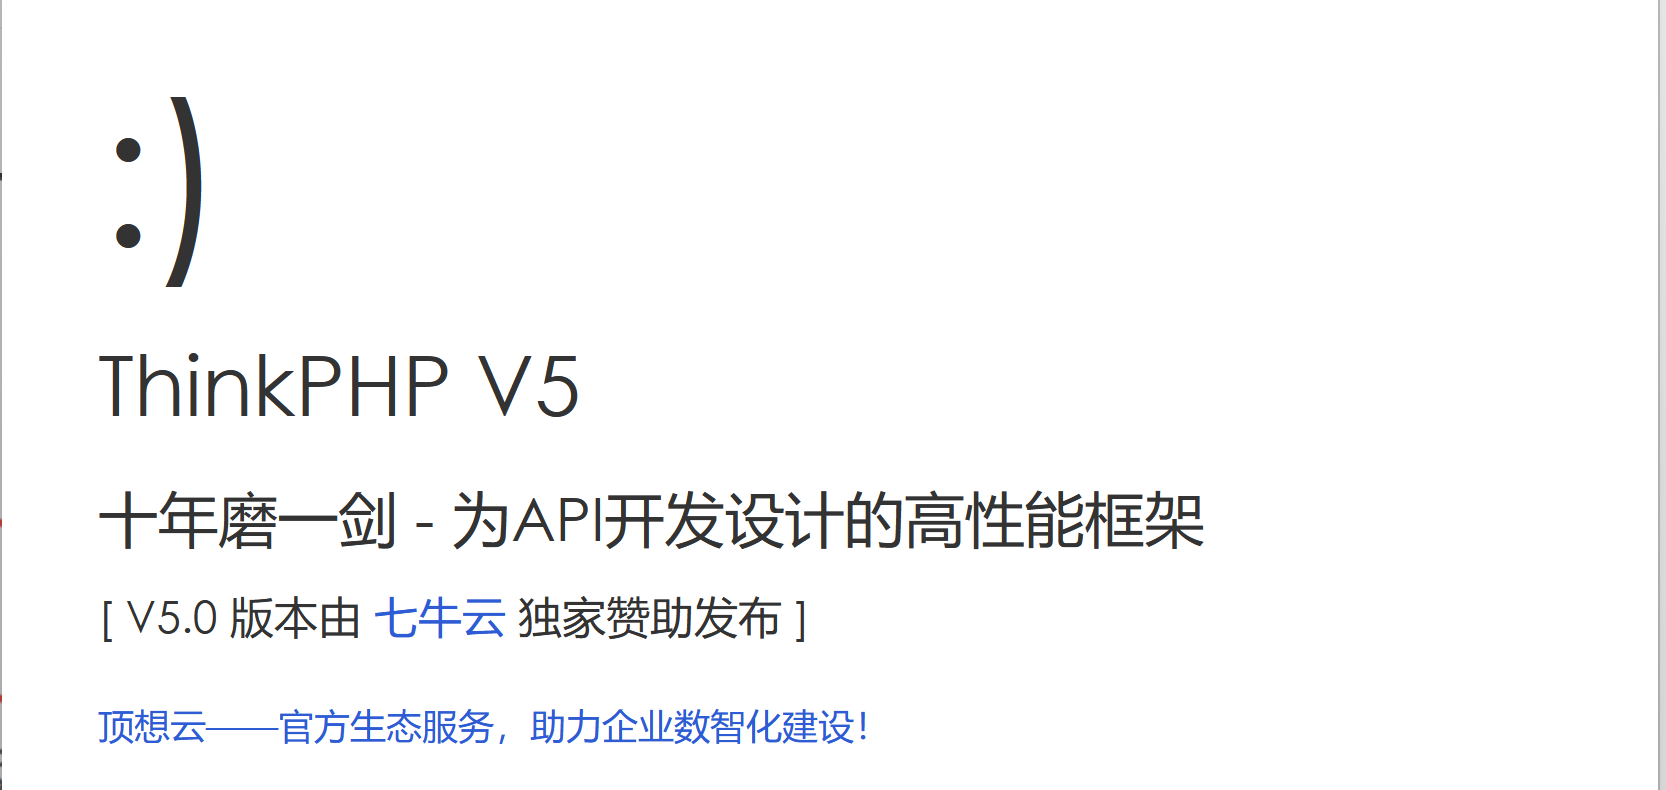 :)
ThinkPHP V5
十年磨一剑 - 为API开发设计的高性能框架
[ V5.0 版本由 七牛云 独家赞助发布 ]
顶想云——官方生态服务，助力企业数智化建设！